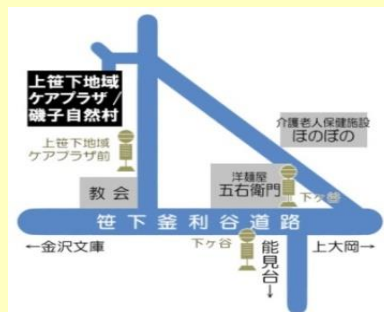 上笹下地域
ケアプラザ/
磯子自然村
上笹下地域
ケアプラザ前
介護老人保健施設
ほのぼの
教会
洋麺屋
五右衛門
下ヶ谷
笹下釜利谷道路
←金沢文庫
下ヶ谷
能見台→
上大岡→